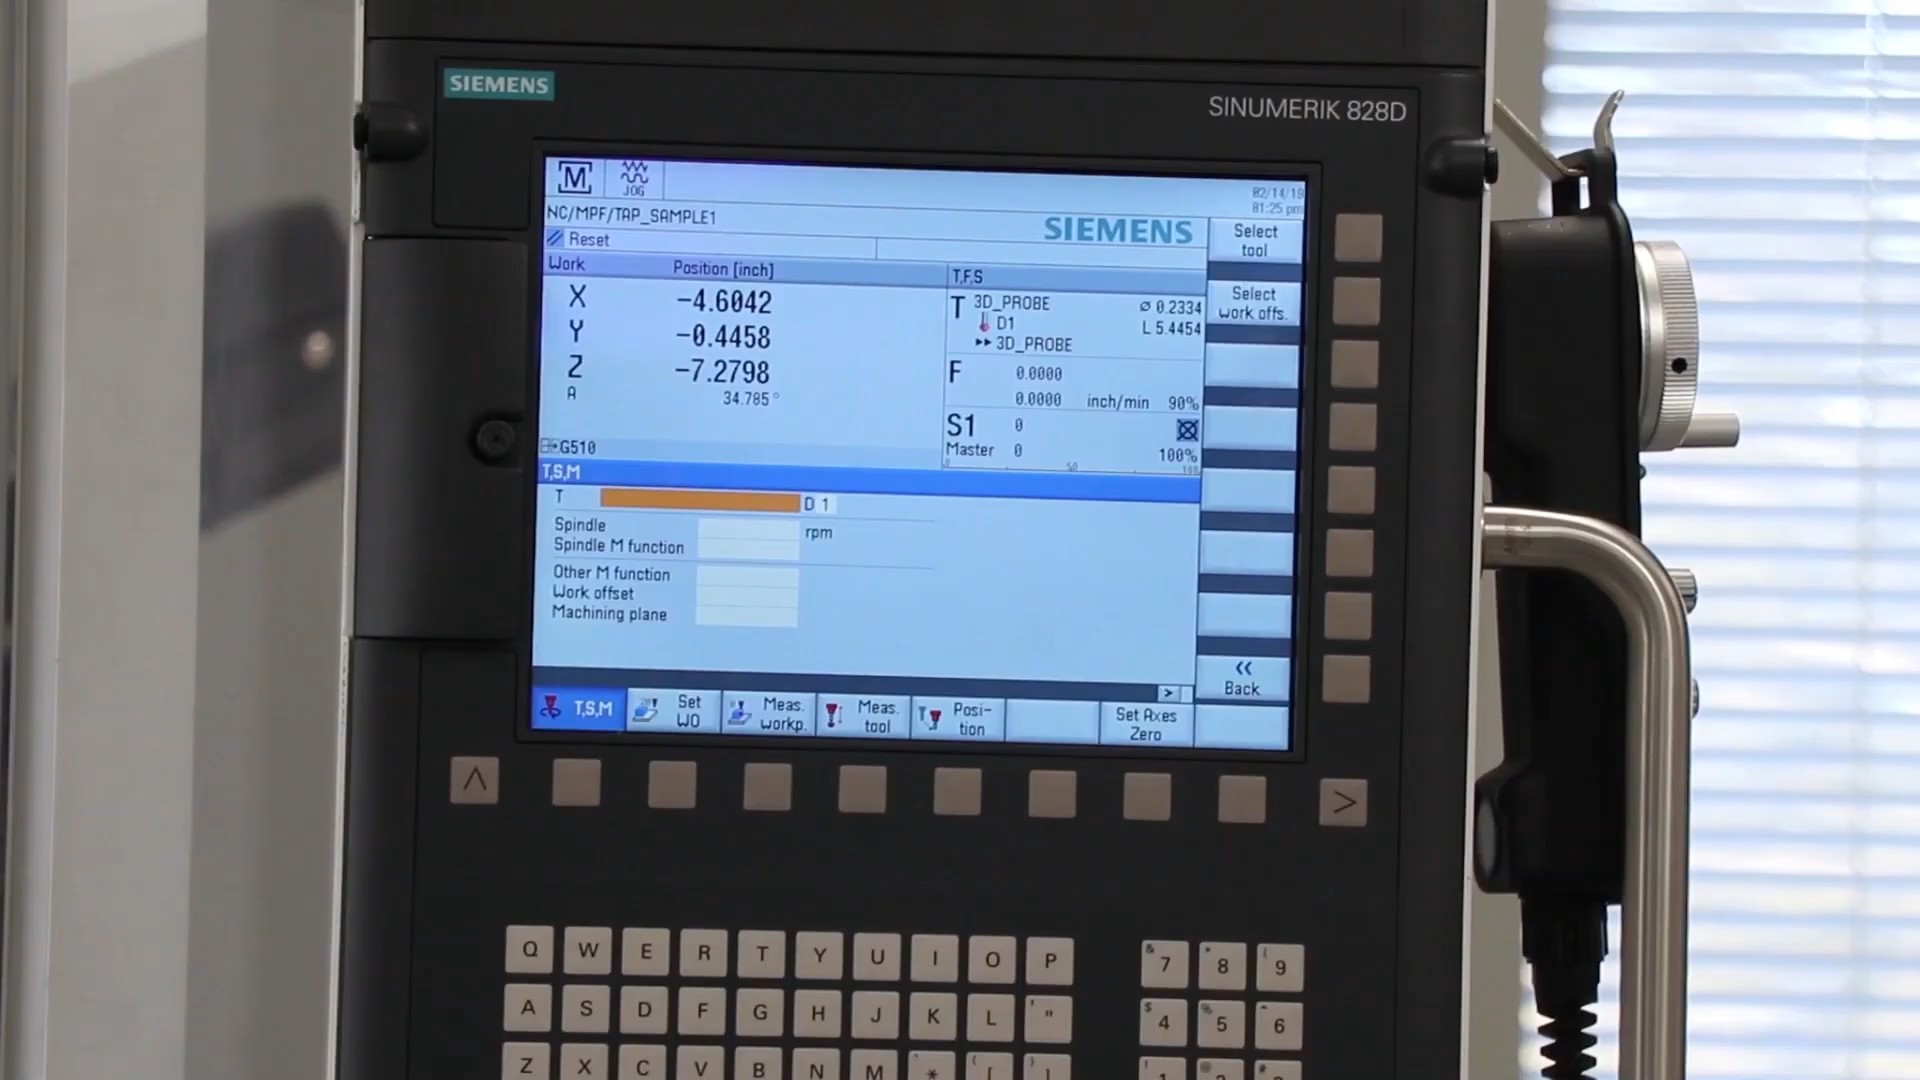 SIEMENS
SINUMERIK 828D
M
JOG
02/14/19
01:25 pm
NC/MPF/TAP_SAMPLE1
SIEMENS
Select
tool
Reset
Work Position [inch]
T,F,S
X -4.6042
Y -0.4458
Z -7.2798
A 34.785°
T 3D_PROBE ⌀ 0.2334
D1 L 5.4454
▸▸ 3D_PROBE
Select
work offs.
F 0.0000
0.0000 inch/min 90%
S1 0
Master 0 100%
0 50 100
G510
T,S,M
T D 1
Spindle rpm
Spindle M function
Other M function
Work offset
Machining plane
«
Back
>
T,S,M
Set
WO
Meas.
workp.
Meas.
tool
Posi-
tion
Set Axes
Zero
^ >
Q W E R T Y U I O P & 7 * 8 ( 9
A S D F G H J K L ' " $ 4 % 5 ^ 6
Z X C V B N M * [ ]